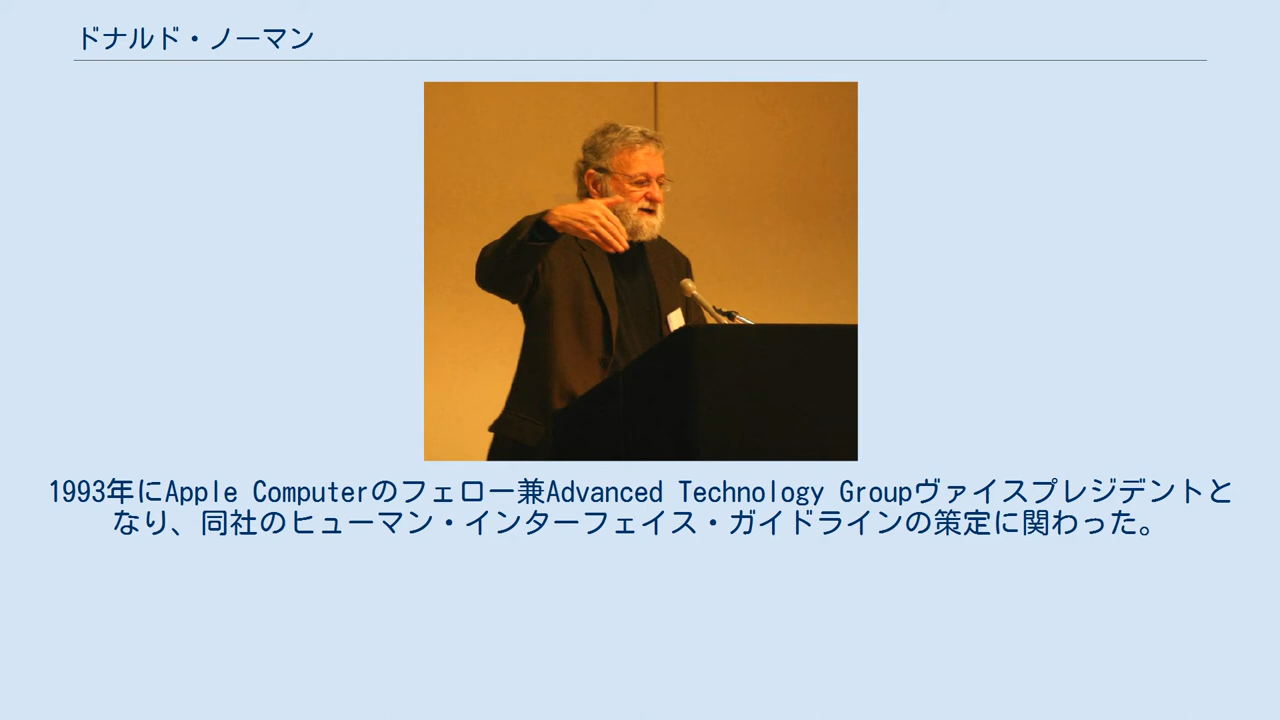 ドナルド・ノーマン
1993年にApple Computerのフェロー兼Advanced Technology Groupヴァイスプレジデントと
なり、同社のヒューマン・インターフェイス・ガイドラインの策定に関わった。